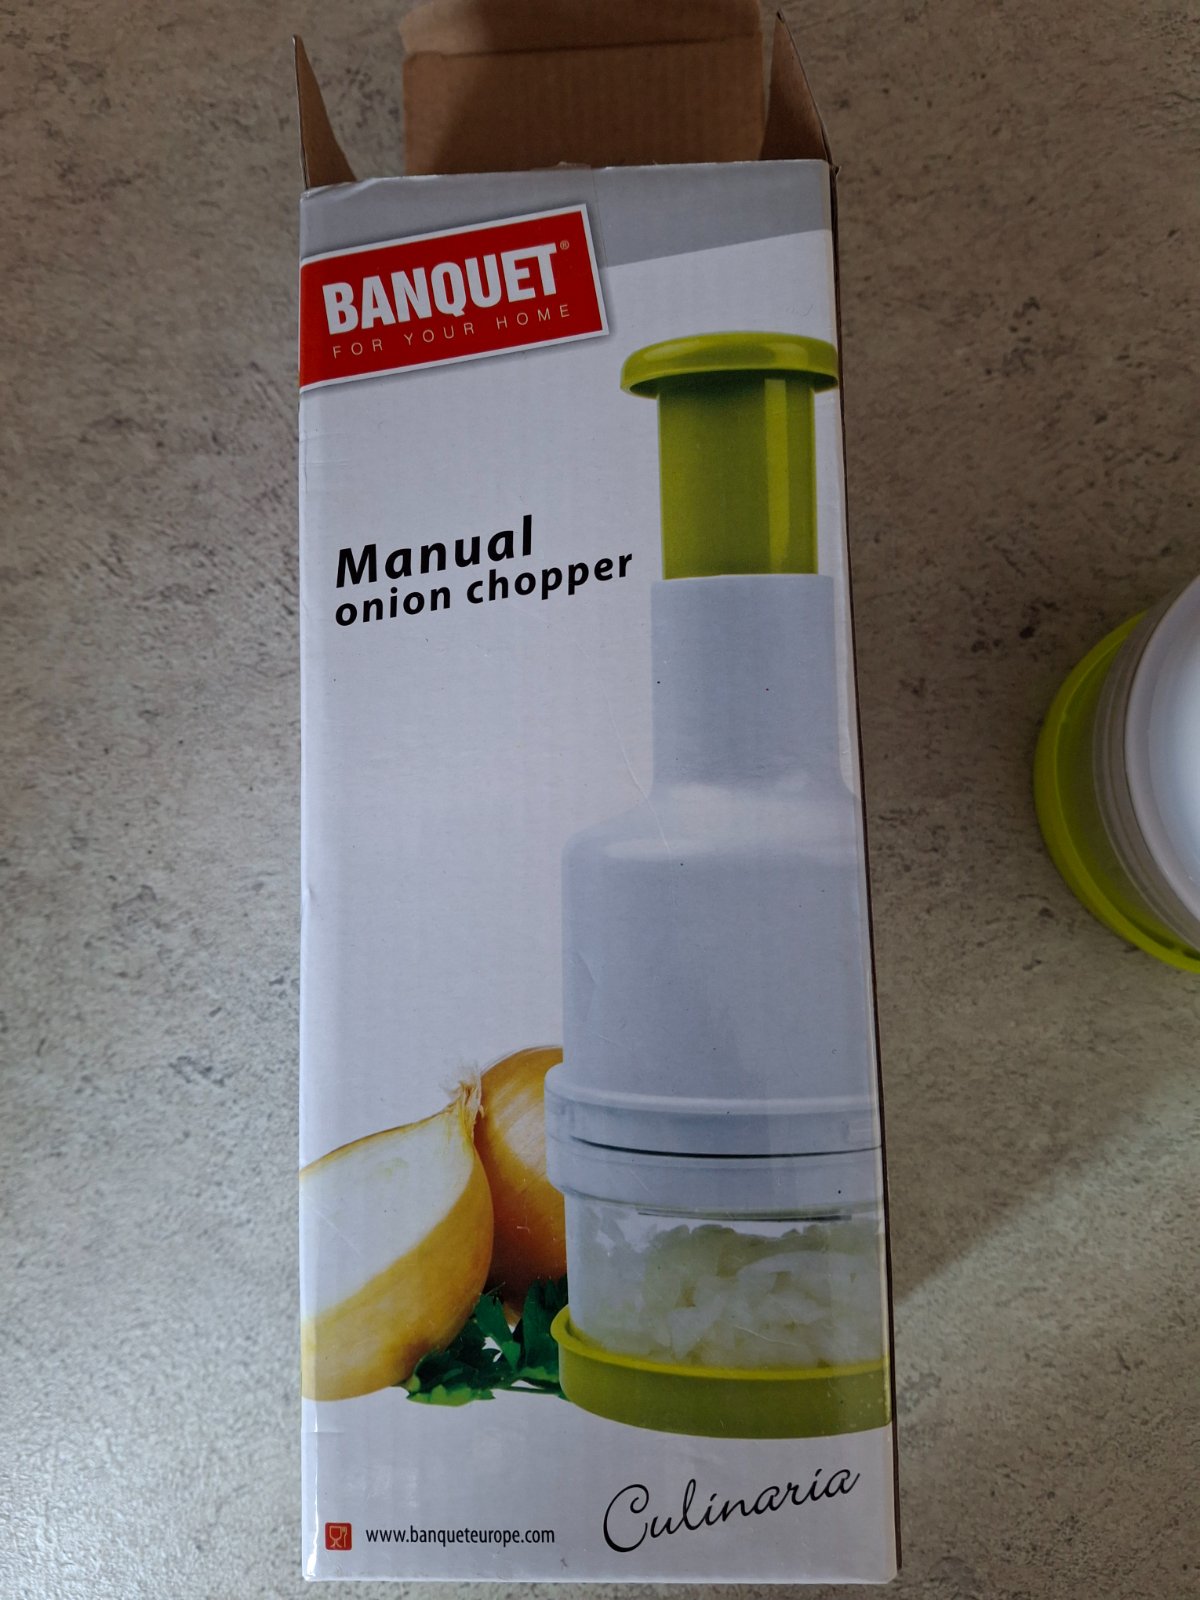 BANQUET®
FOR YOUR HOME
Manual
onion chopper
Culinaria
www.banqueteurope.com